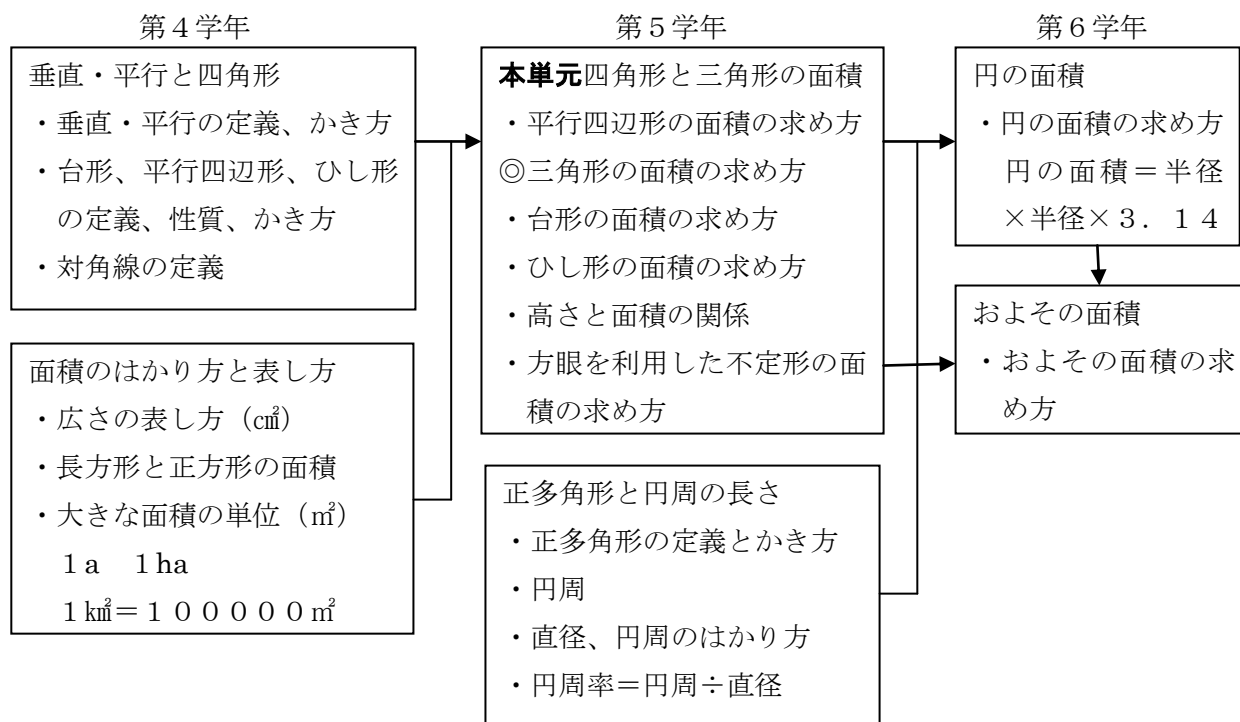 第４学年
垂直・平行と四角形
・垂直・平行の定義、かき方
・台形、平行四辺形、ひし形
の定義、性質、かき方
・対角線の定義
面積のはかり方と表し方
・広さの表し方（㎠）
・長方形と正方形の面積
・大きな面積の単位（㎡）
１a　１ha
１㎢＝１０００００㎡
第５学年
本単元四角形と三角形の面積
・平行四辺形の面積の求め方
◎三角形の面積の求め方
・台形の面積の求め方
・ひし形の面積の求め方
・高さと面積の関係
・方眼を利用した不定形の面
積の求め方
正多角形と円周の長さ
・正多角形の定義とかき方
・円周
・直径、円周のはかり方
・円周率＝円周÷直径
第６学年
円の面積
・円の面積の求め方
円の面積＝半径
×半径×３．１４
およその面積
・およその面積の求
め方